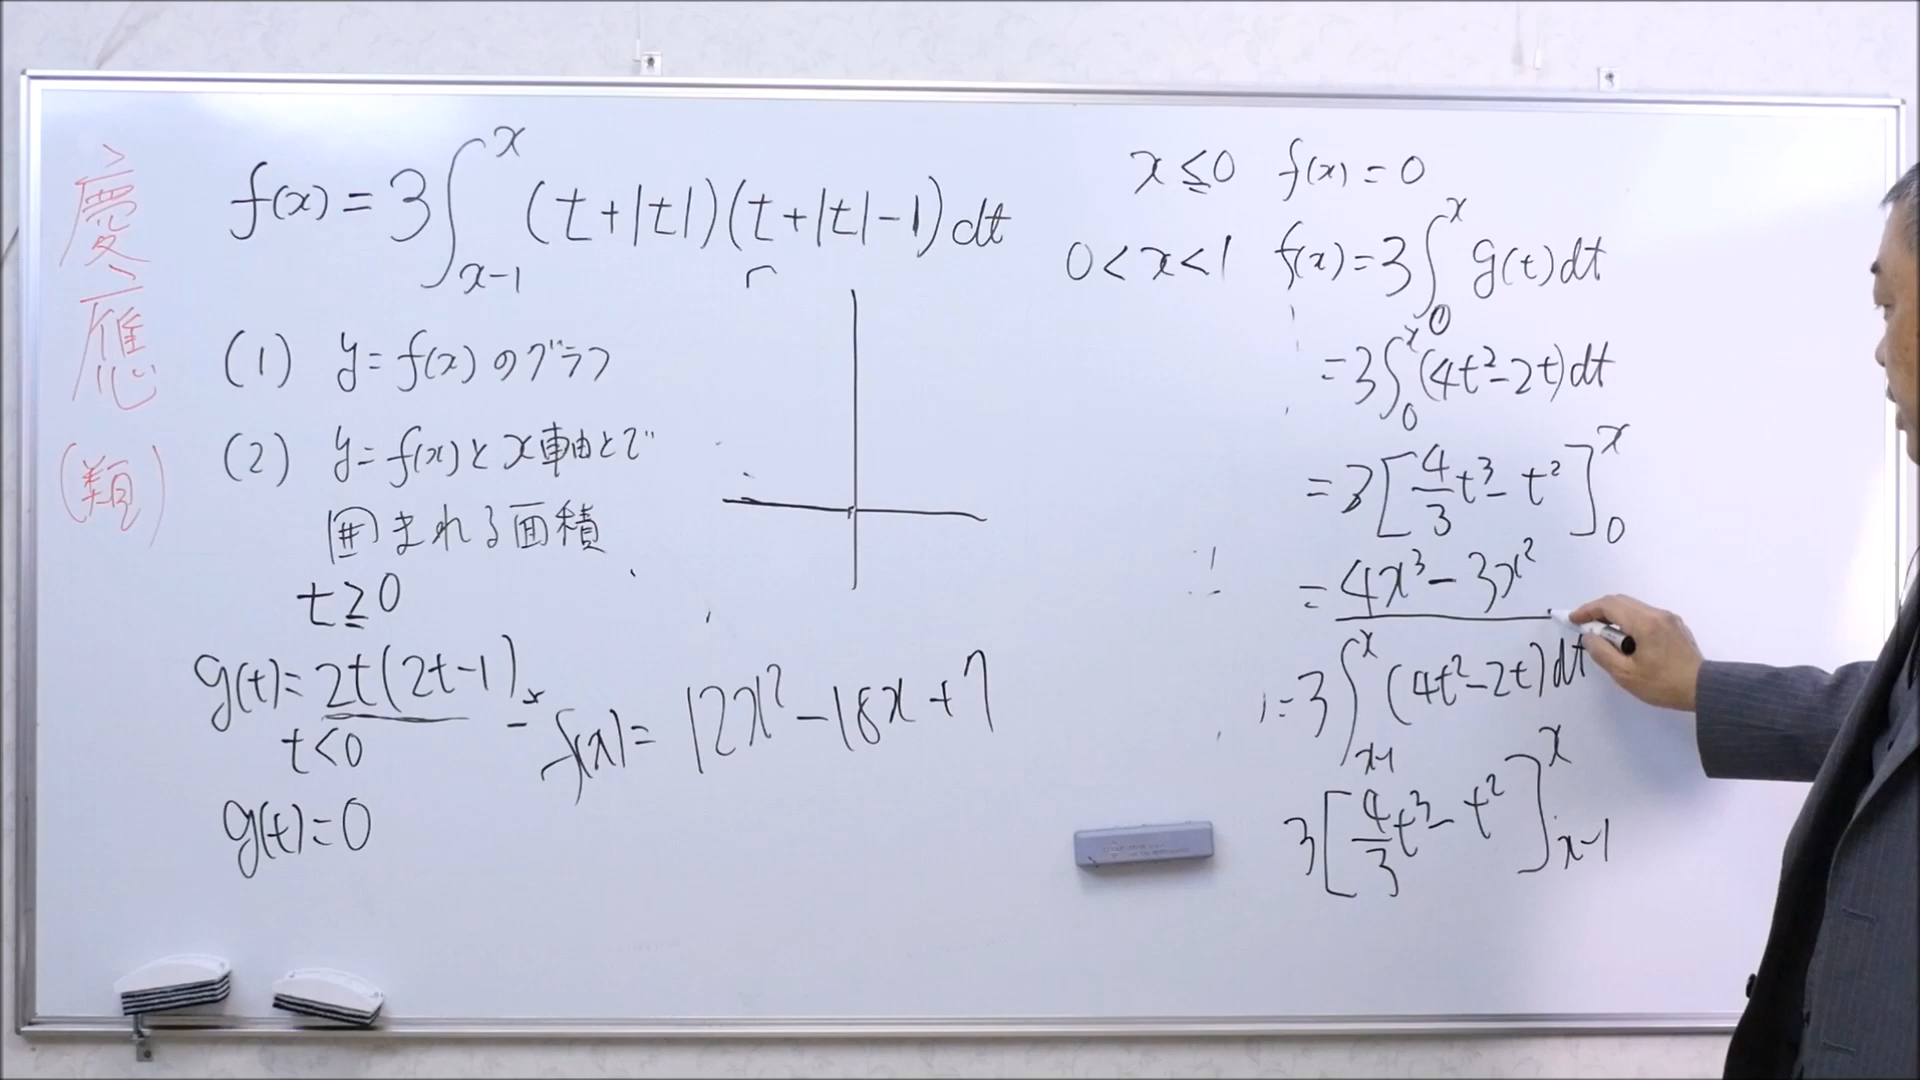 慶應
(類)
f(x) = 3∫_{x-1}^{x} (t+|t|)(t+|t|-1)dt
(1) y=f(x)のグラフ
(2) y=f(x)とx軸とで
囲まれる面積
t≧0
g(t)=2t(2t-1)
t<0
g(t)=0
f(x)= 12x²-18x+7
x≦0 f(x)=0
0<x<1 f(x)=3∫_{0}^{x} g(t)dt
=3∫_{0}^{x}(4t²-2t)dt
=3[4/3 t³-t²]_{0}^{x}
=4x³-3x²
=3∫_{x-1}^{x}(4t²-2t)dt
3[4/3 t³-t²]_{x-1}^{x}